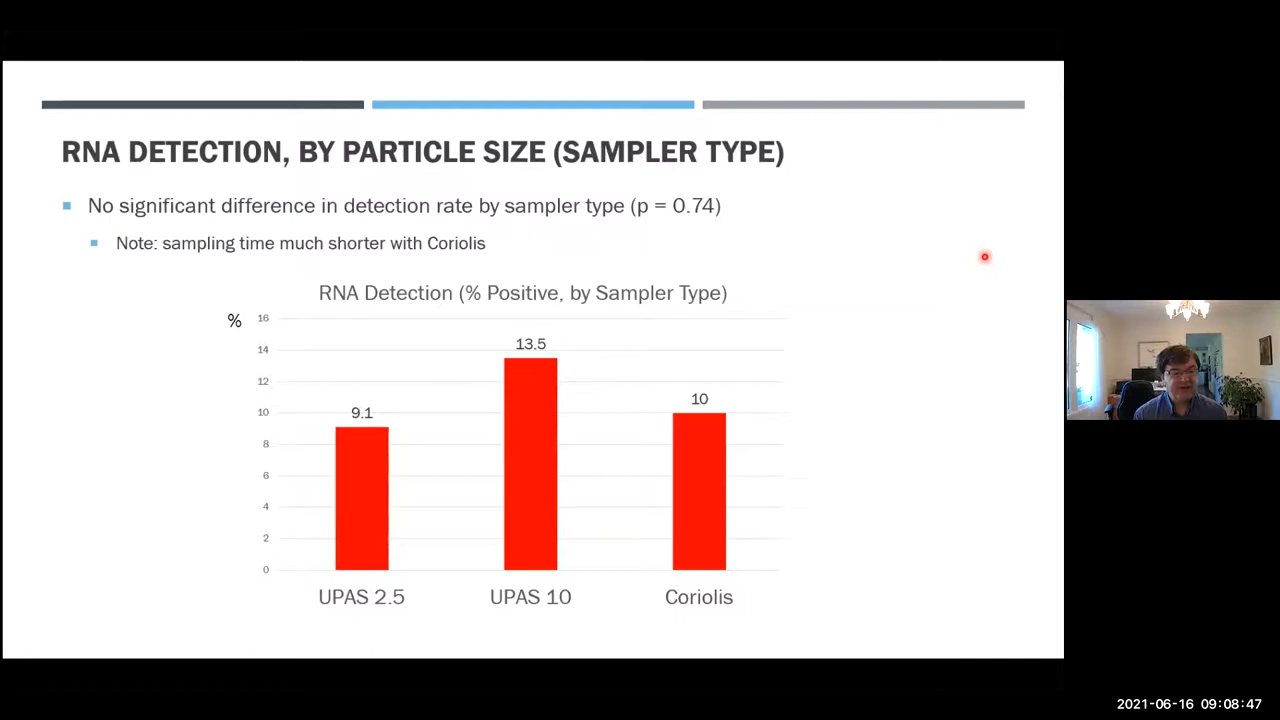 RNA DETECTION, BY PARTICLE SIZE (SAMPLER TYPE)
No significant difference in detection rate by sampler type (p = 0.74)
Note: sampling time much shorter with Coriolis
RNA Detection (% Positive, by Sampler Type)
%
16
14
12
10
8
6
4
2
0
9.1
13.5
10
UPAS 2.5
UPAS 10
Coriolis
2021-06-16 09:08:47